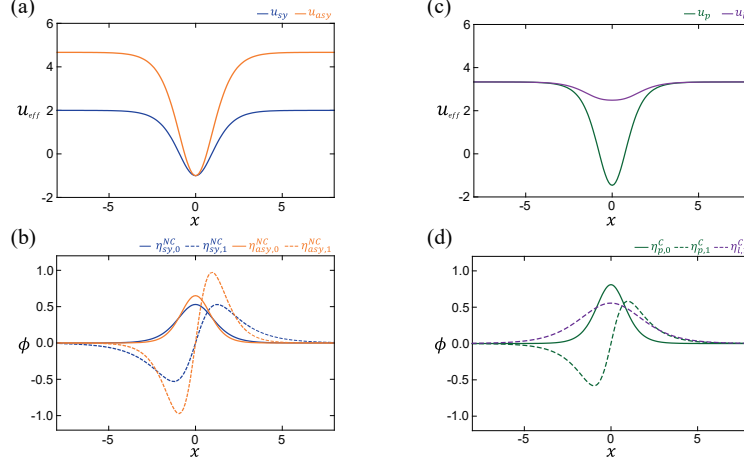 (a)
u_sy u_asy
6
4
2
0
-2
u_eff
-5 0 5
x
(b)
η^NC_sy,0 η^NC_sy,1 η^NC_asy,0 η^NC_asy,1
1.0
0.5
0.0
-0.5
-1.0
ϕ
-5 0 5
x
(c)
u_p
6
4
2
0
-2
u_eff
-5 0 5
x
(d)
η^C_p,0 η^C_p,1
1.0
0.5
0.0
-0.5
-1.0
ϕ
-5 0 5
x